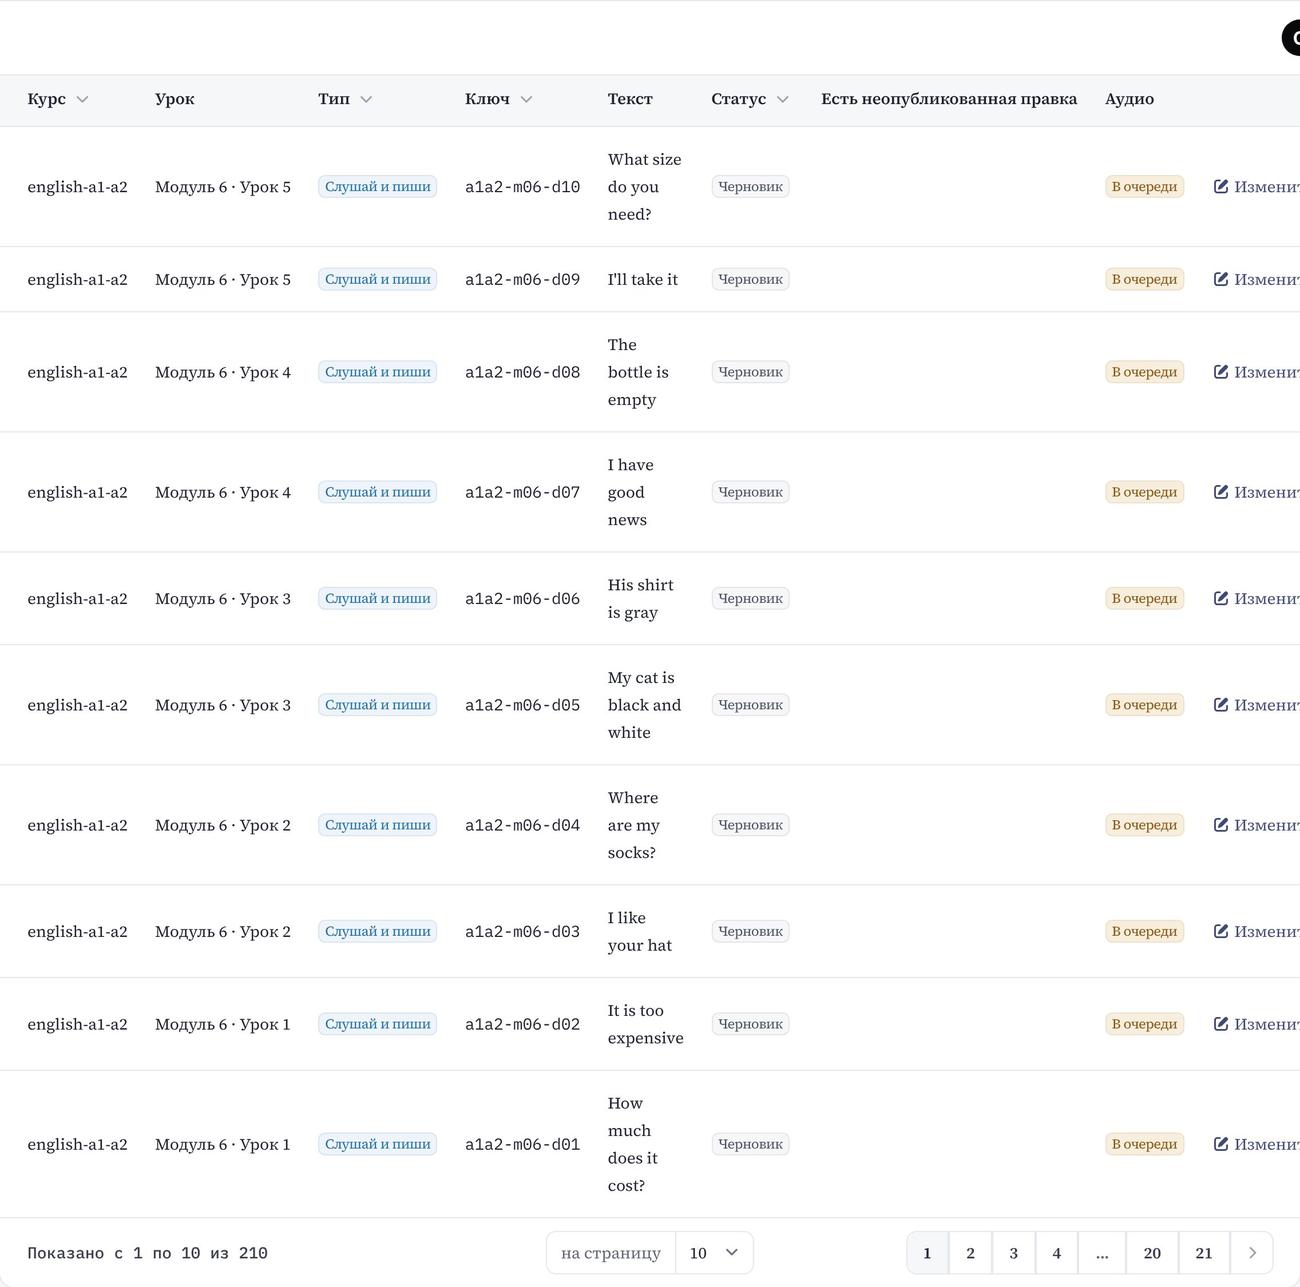 Курс Урок Тип Ключ Текст Статус Есть неопубликованная правка Аудио
english-a1-a2 Модуль 6 · Урок 5 Слушай и пиши a1a2-m06-d10 What size do you need? Черновик В очереди Изменит
english-a1-a2 Модуль 6 · Урок 5 Слушай и пиши a1a2-m06-d09 I'll take it Черновик В очереди Изменит
english-a1-a2 Модуль 6 · Урок 4 Слушай и пиши a1a2-m06-d08 The bottle is empty Черновик В очереди Изменит
english-a1-a2 Модуль 6 · Урок 4 Слушай и пиши a1a2-m06-d07 I have good news Черновик В очереди Изменит
english-a1-a2 Модуль 6 · Урок 3 Слушай и пиши a1a2-m06-d06 His shirt is gray Черновик В очереди Изменит
english-a1-a2 Модуль 6 · Урок 3 Слушай и пиши a1a2-m06-d05 My cat is black and white Черновик В очереди Изменит
english-a1-a2 Модуль 6 · Урок 2 Слушай и пиши a1a2-m06-d04 Where are my socks? Черновик В очереди Изменит
english-a1-a2 Модуль 6 · Урок 2 Слушай и пиши a1a2-m06-d03 I like your hat Черновик В очереди Изменит
english-a1-a2 Модуль 6 · Урок 1 Слушай и пиши a1a2-m06-d02 It is too expensive Черновик В очереди Изменит
english-a1-a2 Модуль 6 · Урок 1 Слушай и пиши a1a2-m06-d01 How much does it cost? Черновик В очереди Изменит
Показано с 1 по 10 из 210 на страницу 10 1 2 3 4 ... 20 21